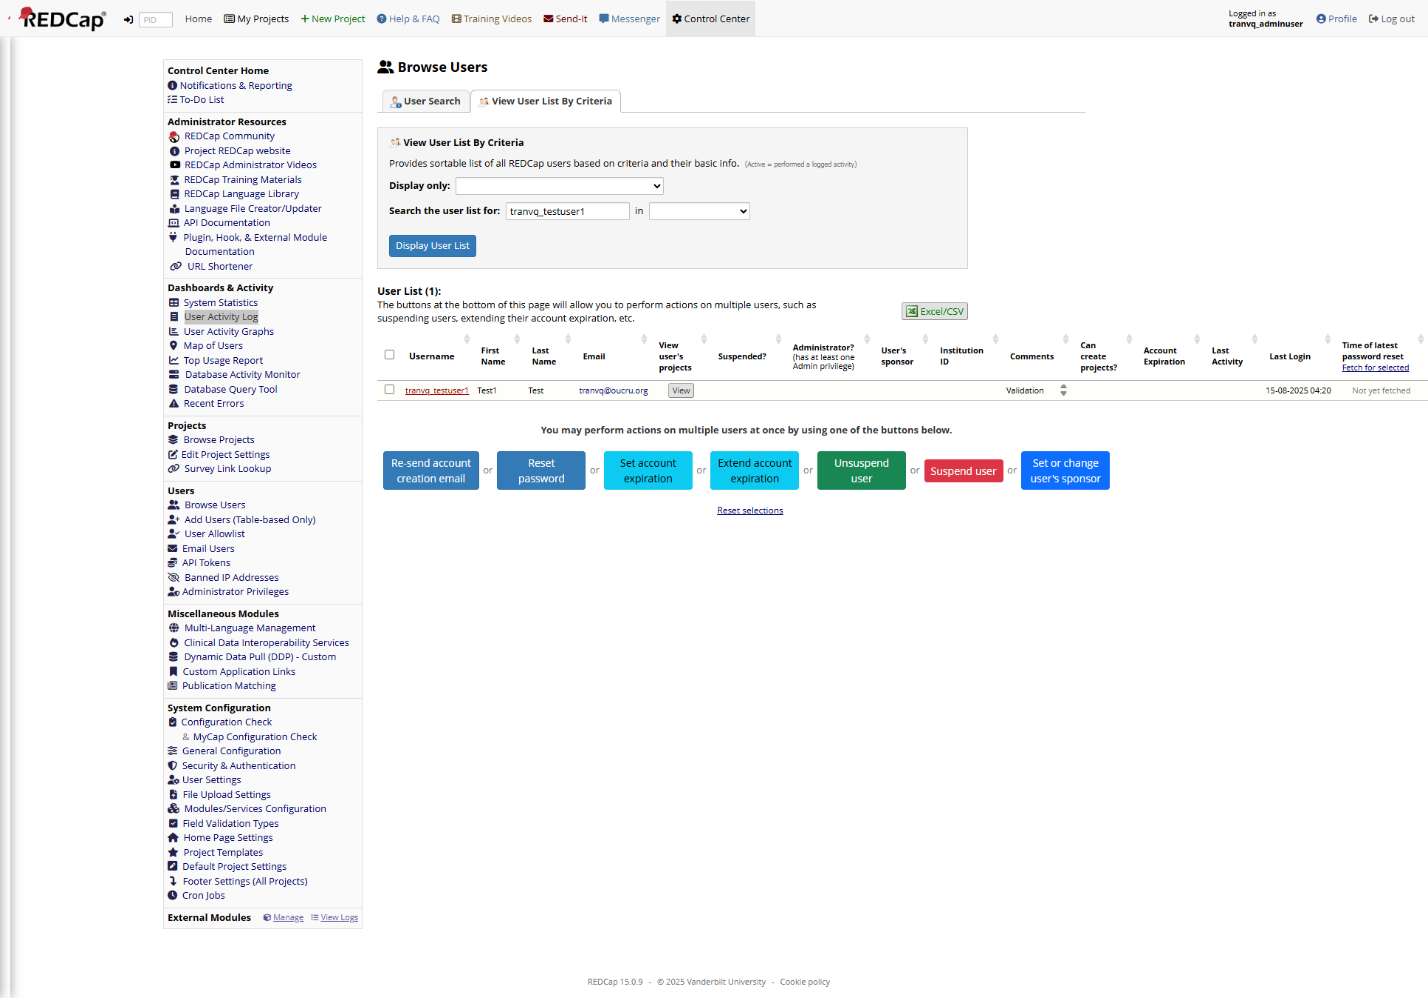 REDCap®
PID
Home
My Projects
+ New Project
Help & FAQ
Training Videos
Send-It
Messenger
Control Center
Logged in as
tranvq_adminuser
Profile
Log out
Control Center Home
Notifications & Reporting
To-Do List
Administrator Resources
REDCap Community
Project REDCap website
REDCap Administrator Videos
REDCap Training Materials
REDCap Language Library
Language File Creator/Updater
API Documentation
Plugin, Hook, & External Module
Documentation
URL Shortener
Dashboards & Activity
System Statistics
User Activity Log
User Activity Graphs
Map of Users
Top Usage Report
Database Activity Monitor
Database Query Tool
Recent Errors
Projects
Browse Projects
Edit Project Settings
Survey Link Lookup
Users
Browse Users
Add Users (Table-based Only)
User Allowlist
Email Users
API Tokens
Banned IP Addresses
Administrator Privileges
Miscellaneous Modules
Multi-Language Management
Clinical Data Interoperability Services
Dynamic Data Pull (DDP) - Custom
Custom Application Links
Publication Matching
System Configuration
Configuration Check
& MyCap Configuration Check
General Configuration
Security & Authentication
User Settings
File Upload Settings
Modules/Services Configuration
Field Validation Types
Home Page Settings
Project Templates
Default Project Settings
Footer Settings (All Projects)
Cron Jobs
External Modules Manage View Logs
Browse Users
User Search
View User List By Criteria
View User List By Criteria
Provides sortable list of all REDCap users based on criteria and their basic info. (Active = performed a logged activity)
Display only:
Search the user list for: tranvq_testuser1 in
Display User List
User List (1):
The buttons at the bottom of this page will allow you to perform actions on multiple users, such as
suspending users, extending their account expiration, etc.
Excel/CSV
Username
First
Name
Last
Name
Email
View
user's
projects
Suspended?
Administrator?
(has at least one
Admin privilege)
User's
sponsor
Institution
ID
Comments
Can
create
projects?
Account
Expiration
Last
Activity
Last Login
Time of latest
password reset
Fetch for selected
tranvq_testuser1 Test1 Test tranvq@oucru.org View Validation 15-08-2025 04:20 Not yet fetched
You may perform actions on multiple users at once by using one of the buttons below.
Re-send account
creation email
or
Reset
password
or
Set account
expiration
or
Extend account
expiration
or
Unsuspend
user
or
Suspend user
or
Set or change
user's sponsor
Reset selections
REDCap 15.0.9 - © 2025 Vanderbilt University - Cookie policy